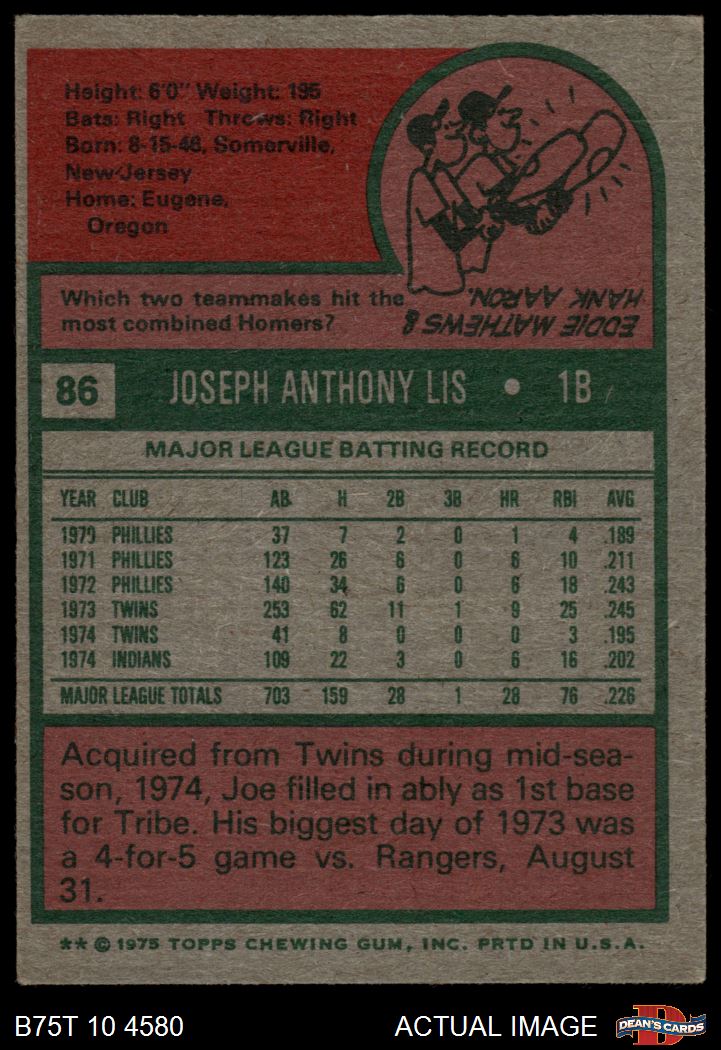 Height: 6'0" Weight: 195
Bats: Right Throws: Right
Born: 8-15-46, Somerville,
New Jersey
Home: Eugene,
Oregon
Which two teammakes hit the
most combined Homers?
EDDIE MATHEWS &
HANK AARON.
86 JOSEPH ANTHONY LIS • 1B
MAJOR LEAGUE BATTING RECORD
YEAR CLUB AB H 2B 3B HR RBI AVG
1970 PHILLIES 37 7 2 0 1 4 .189
1971 PHILLIES 123 26 6 0 6 10 .211
1972 PHILLIES 140 34 6 0 6 18 .243
1973 TWINS 253 62 11 1 9 25 .245
1974 TWINS 41 8 0 0 0 3 .195
1974 INDIANS 109 22 3 0 6 16 .202
MAJOR LEAGUE TOTALS 703 159 28 1 28 76 .226
Acquired from Twins during mid-sea-
son, 1974, Joe filled in ably as 1st base
for Tribe. His biggest day of 1973 was
a 4-for-5 game vs. Rangers, August
31.
** © 1975 TOPPS CHEWING GUM, INC. PRTD IN U.S.A.
B75T 10 4580 ACTUAL IMAGE DEAN'S CARDS